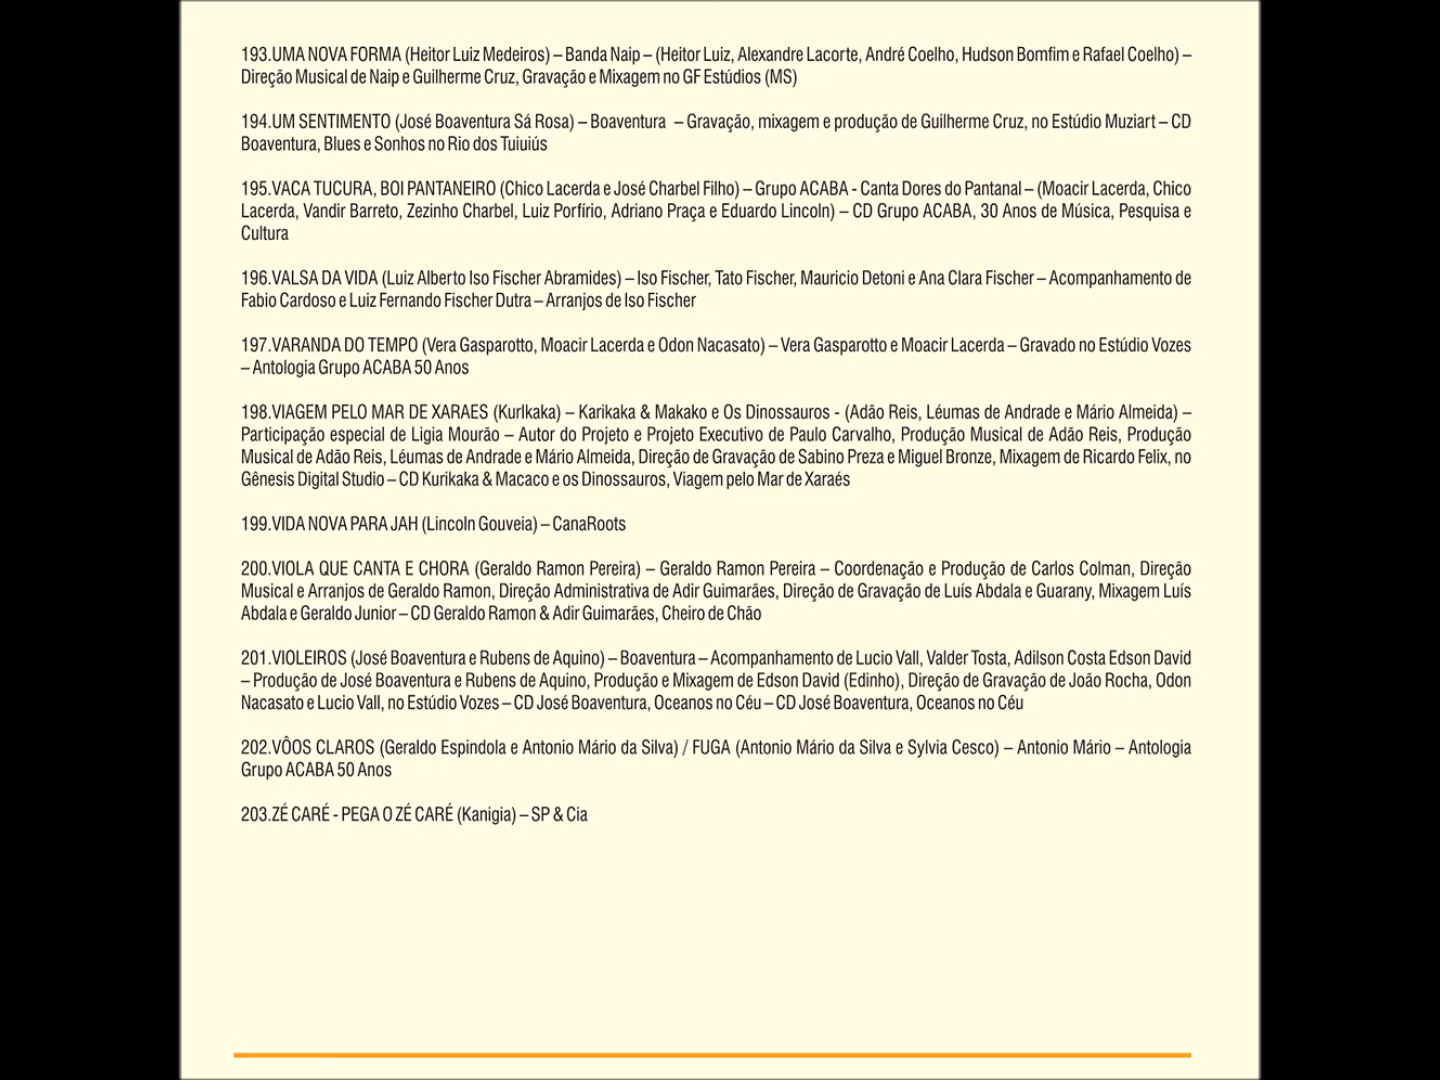 193.UMA NOVA FORMA (Heitor Luiz Medeiros) – Banda Naip – (Heitor Luiz, Alexandre Lacorte, André Coelho, Hudson Bomfim e Rafael Coelho) –
Direção Musical de Naip e Guilherme Cruz, Gravação e Mixagem no GF Estúdios (MS)
194.UM SENTIMENTO (José Boaventura Sá Rosa) – Boaventura – Gravação, mixagem e produção de Guilherme Cruz, no Estúdio Muziart – CD
Boaventura, Blues e Sonhos no Rio dos Tuiuiús
195.VACA TUCURA, BOI PANTANEIRO (Chico Lacerda e José Charbel Filho) – Grupo ACABA - Canta Dores do Pantanal – (Moacir Lacerda, Chico
Lacerda, Vandir Barreto, Zezinho Charbel, Luiz Porfírio, Adriano Praça e Eduardo Lincoln) – CD Grupo ACABA, 30 Anos de Música, Pesquisa e
Cultura
196.VALSA DA VIDA (Luiz Alberto Iso Fischer Abramides) – Iso Fischer, Tato Fischer, Mauricio Detoni e Ana Clara Fischer – Acompanhamento de
Fabio Cardoso e Luiz Fernando Fischer Dutra – Arranjos de Iso Fischer
197.VARANDA DO TEMPO (Vera Gasparotto, Moacir Lacerda e Odon Nacasato) – Vera Gasparotto e Moacir Lacerda – Gravado no Estúdio Vozes
– Antologia Grupo ACABA 50 Anos
198.VIAGEM PELO MAR DE XARAES (KurIkaka) – Karikaka & Makako e Os Dinossauros - (Adão Reis, Léumas de Andrade e Mário Almeida) –
Participação especial de Ligia Mourão – Autor do Projeto e Projeto Executivo de Paulo Carvalho, Produção Musical de Adão Reis, Produção
Musical de Adão Reis, Léumas de Andrade e Mário Almeida, Direção de Gravação de Sabino Preza e Miguel Bronze, Mixagem de Ricardo Felix, no
Gênesis Digital Studio – CD Kurikaka & Macaco e os Dinossauros, Viagem pelo Mar de Xaraés
199.VIDA NOVA PARA JAH (Lincoln Gouveia) – CanaRoots
200.VIOLA QUE CANTA E CHORA (Geraldo Ramon Pereira) – Geraldo Ramon Pereira – Coordenação e Produção de Carlos Colman, Direção
Musical e Arranjos de Geraldo Ramon, Direção Administrativa de Adir Guimarães, Direção de Gravação de Luís Abdala e Guarany, Mixagem Luís
Abdala e Geraldo Junior – CD Geraldo Ramon & Adir Guimarães, Cheiro de Chão
201.VIOLEIROS (José Boaventura e Rubens de Aquino) – Boaventura – Acompanhamento de Lucio Vall, Valder Tosta, Adilson Costa Edson David
– Produção de José Boaventura e Rubens de Aquino, Produção e Mixagem de Edson David (Edinho), Direção de Gravação de João Rocha, Odon
Nacasato e Lucio Vall, no Estúdio Vozes – CD José Boaventura, Oceanos no Céu – CD José Boaventura, Oceanos no Céu
202.VÔOS CLAROS (Geraldo Espindola e Antonio Mário da Silva) / FUGA (Antonio Mário da Silva e Sylvia Cesco) – Antonio Mário – Antologia
Grupo ACABA 50 Anos
203.ZÉ CARÉ - PEGA O ZÉ CARÉ (Kanigia) – SP & Cia